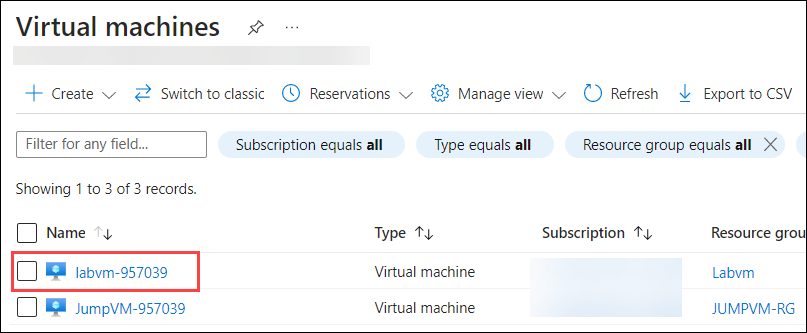 Virtual machines
Create Switch to classic Reservations Manage view Refresh Export to CSV
Filter for any field... Subscription equals all Type equals all Resource group equals all
Showing 1 to 3 of 3 records.
Name ↑↓ Type ↑↓ Subscription ↑↓ Resource grou
labvm-957039 Virtual machine Labvm
JumpVM-957039 Virtual machine JUMPVM-RG